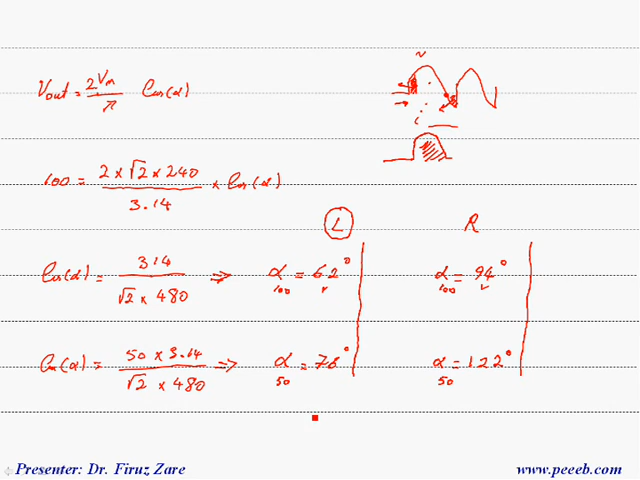 Vout = 2Vm / π Cos(α)
v
i
100 = 2 × √2 × 240 / 3.14 × Cos(α)
L R
Cos(α) = 314 / √2 × 480 ⇒ α100 = 62° α100 = 94°
Cos(α) = 50 × 3.14 / √2 × 480 ⇒ α50 = 76° α50 = 122°
Presenter: Dr. Firuz Zare www.peeeb.com